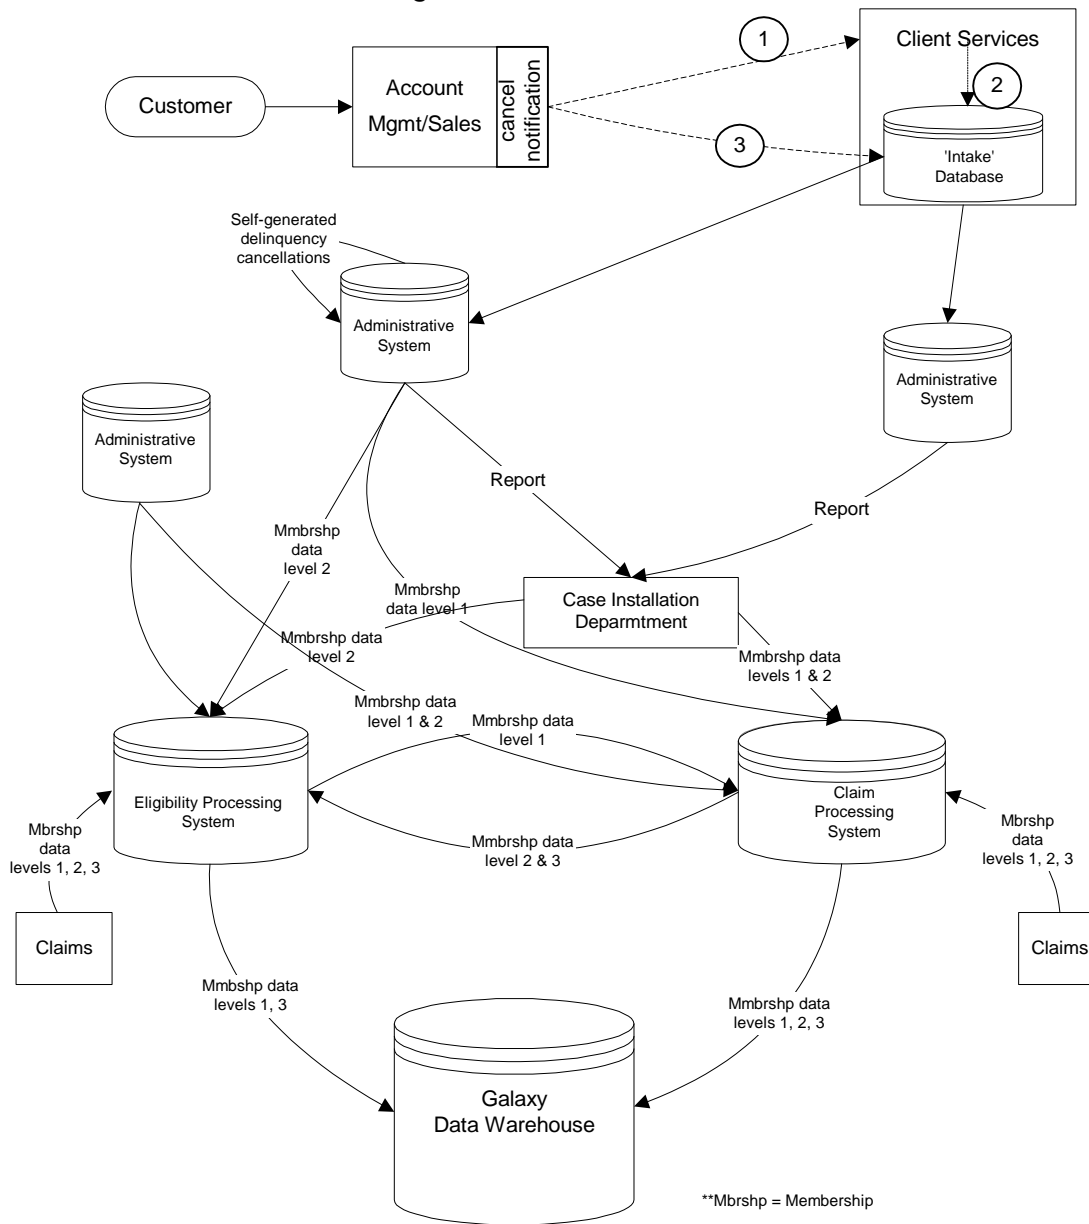 1
Client Services
Customer
Account
Mgmt/Sales
cancel
notification
2
3
'Intake'
Database
Self-generated
delinquency
cancellations
Administrative
System
Administrative
System
Administrative
System
Report
Report
Mmbrshp
data
level 2
Mmbrshp
data level 1
Case Installation
Deparmtment
Mmbrshp data
level 2
Mmbrshp data
levels 1 & 2
Mmbrshp data
level 1 & 2
Mmbrshp data
level 1
Eligibility Processing
System
Claim
Processing
System
Mbrshp
data
levels 1, 2, 3
Mmbrshp data
level 2 & 3
Mbrshp
data
levels 1, 2, 3
Claims
Claims
Mmbshp data
levels 1, 3
Mmbrshp data
levels 1, 2, 3
Galaxy
Data Warehouse
**Mbrshp = Membership